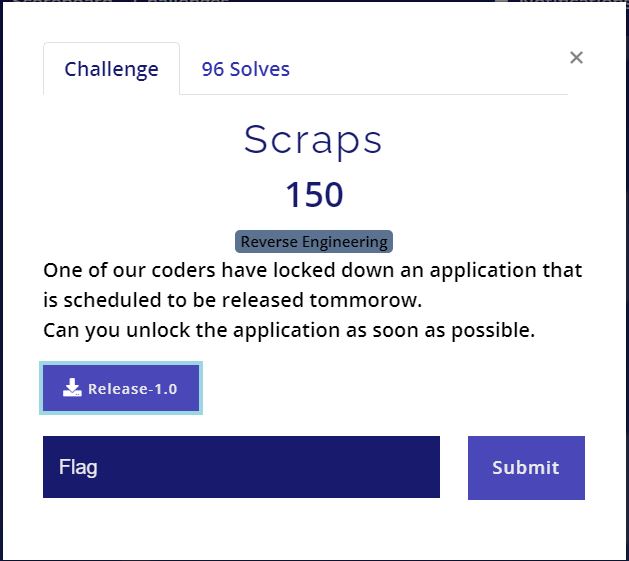 Challenge
96 Solves
×
Scraps
150
Reverse Engineering
One of our coders have locked down an application that
is scheduled to be released tommorow.
Can you unlock the application as soon as possible.
Release-1.0
Flag
Submit